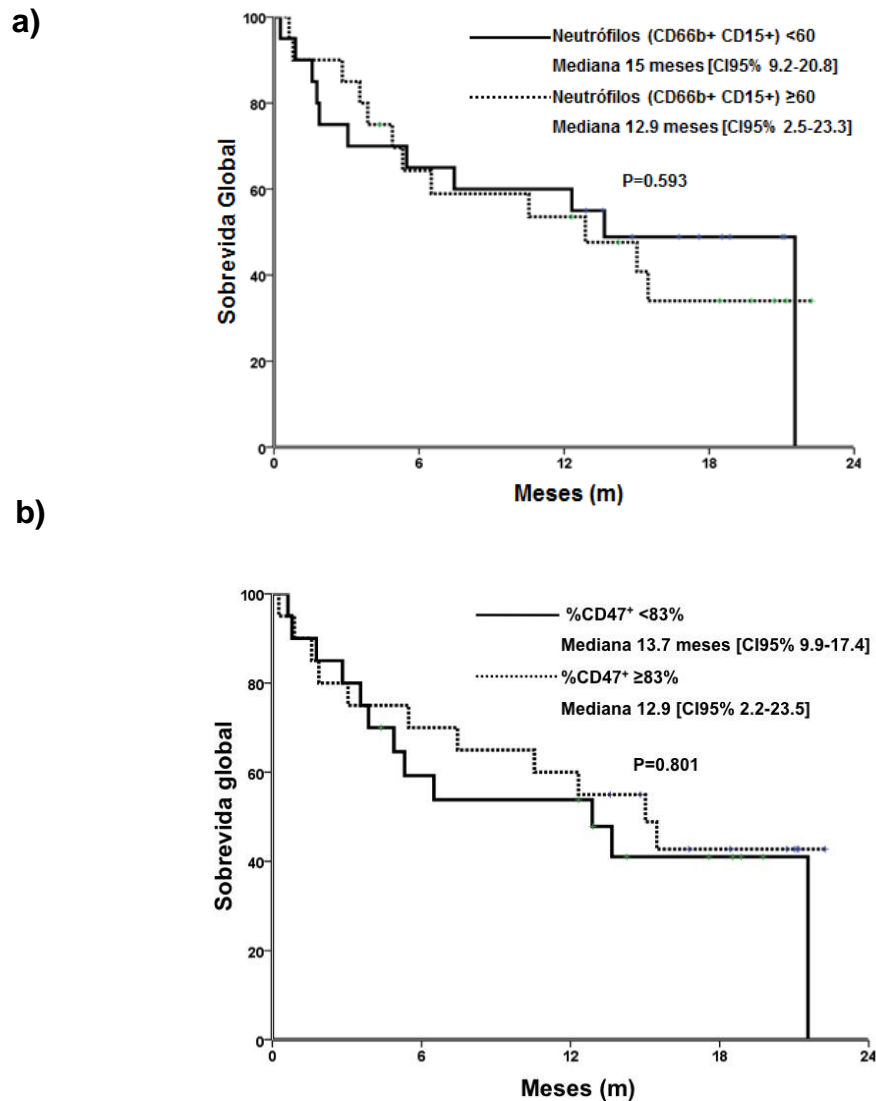 a)
100
80
60
40
20
0
Sobrevida Global
Neutrófilos (CD66b+ CD15+) <60
Mediana 15 meses [CI95% 9.2-20.8]
Neutrófilos (CD66b+ CD15+) ≥60
Mediana 12.9 meses [CI95% 2.5-23.3]
P=0.593
0 6 12 18 24
Meses (m)
b)
100
80
60
40
20
0
Sobrevida global
%CD47+ <83%
Mediana 13.7 meses [CI95% 9.9-17.4]
%CD47+ ≥83%
Mediana 12.9 [CI95% 2.2-23.5]
P=0.801
0 6 12 18 24
Meses (m)